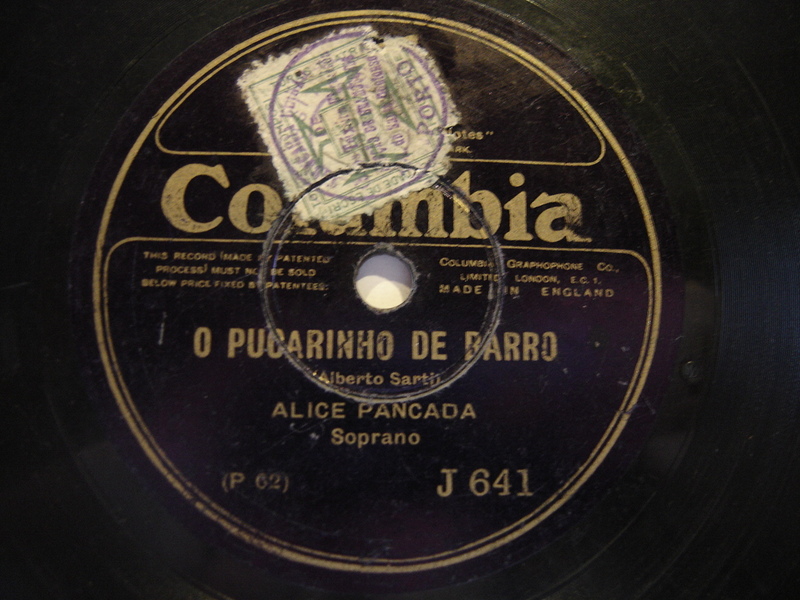 PORTO
Notes"
Columbia
THIS RECORD (MADE BY PATENTED
PROCESS) MUST NOT BE SOLD
BELOW PRICE FIXED BY PATENTEES.
COLUMBIA GRAPHOPHONE CO.,
LIMITED LONDON, E.C.1.
MADE IN ENGLAND
O PUCARINHO DE BARRO
(Alberto Sarti)
ALICE PANCADA
Soprano
(P 62)
J 641